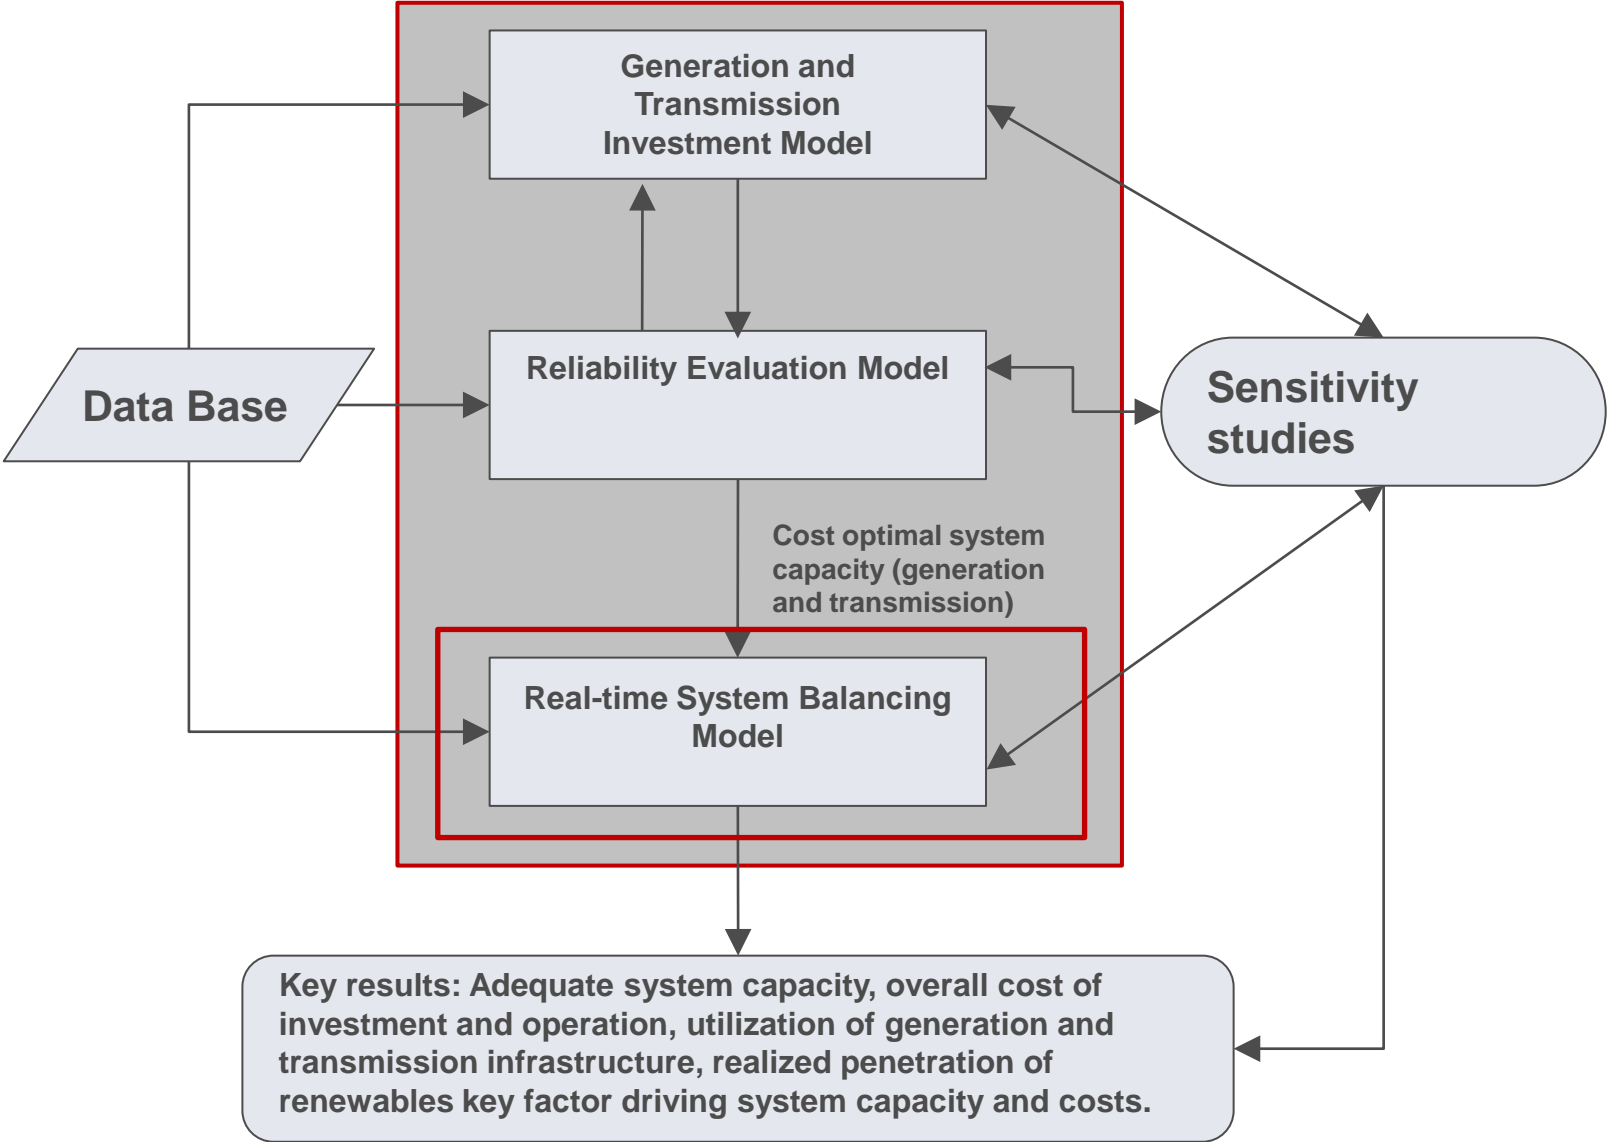 Generation and
Transmission
Investment Model
Reliability Evaluation Model
Data Base
Sensitivity
studies
Cost optimal system
capacity (generation
and transmission)
Real-time System Balancing
Model
Key results: Adequate system capacity, overall cost of
investment and operation, utilization of generation and
transmission infrastructure, realized penetration of
renewables key factor driving system capacity and costs.